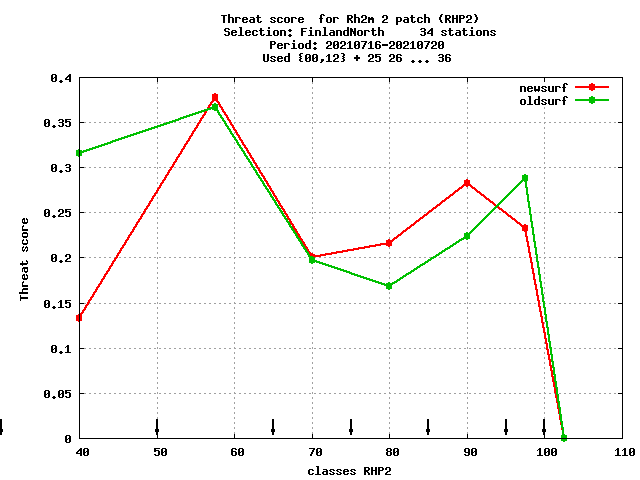 Threat score  for Rh2m 2 patch (RHP2)
Selection: FinlandNorth     34 stations
Period: 20210716-20210720
Used {00,12} + 25 26 ... 36
newsurf
oldsurf
0.4
0.35
0.3
0.25
0.2
0.15
0.1
0.05
0
Threat score
40 50 60 70 80 90 100 110
classes RHP2